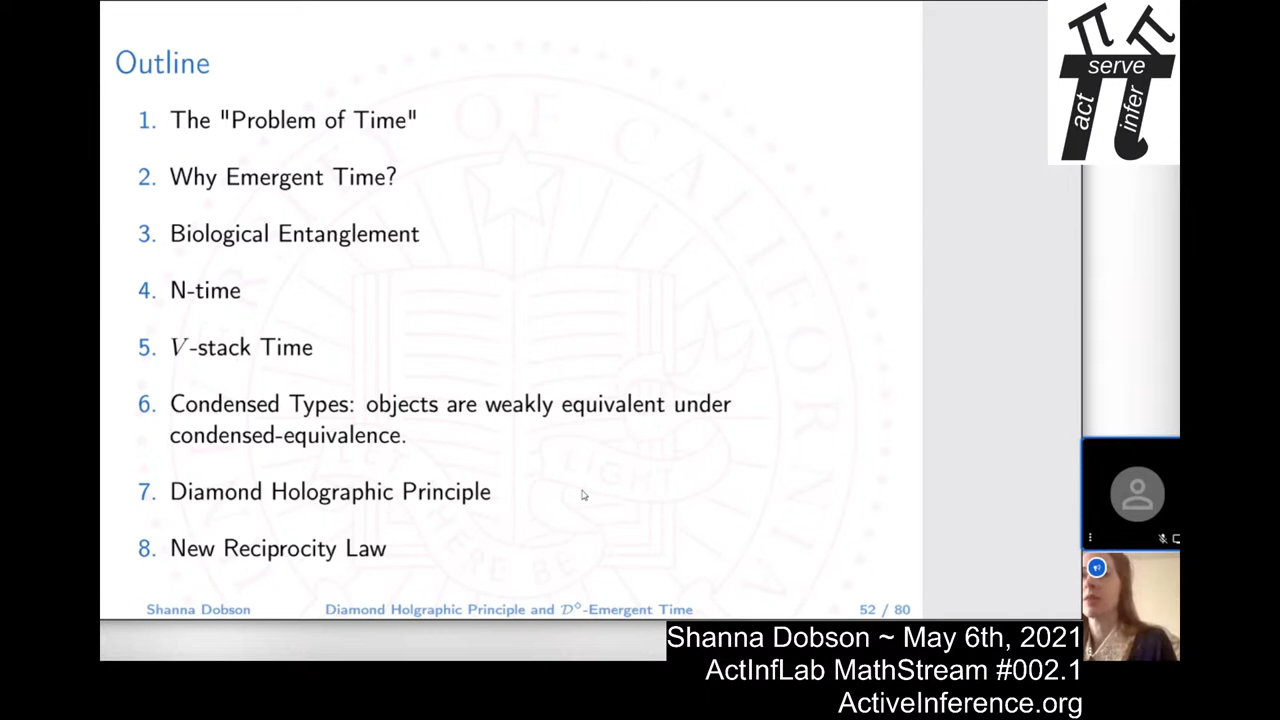 Outline
1. The "Problem of Time"
2. Why Emergent Time?
3. Biological Entanglement
4. N-time
5. V-stack Time
6. Condensed Types: objects are weakly equivalent under
condensed-equivalence.
7. Diamond Holographic Principle
8. New Reciprocity Law
Shanna Dobson Diamond Holgraphic Principle and 𝒟◇-Emergent Time 52 / 80
serve
act
infer
OF CALIFORNIA
LIGHT
Shanna Dobson ~ May 6th, 2021
ActInfLab MathStream #002.1
ActiveInference.org